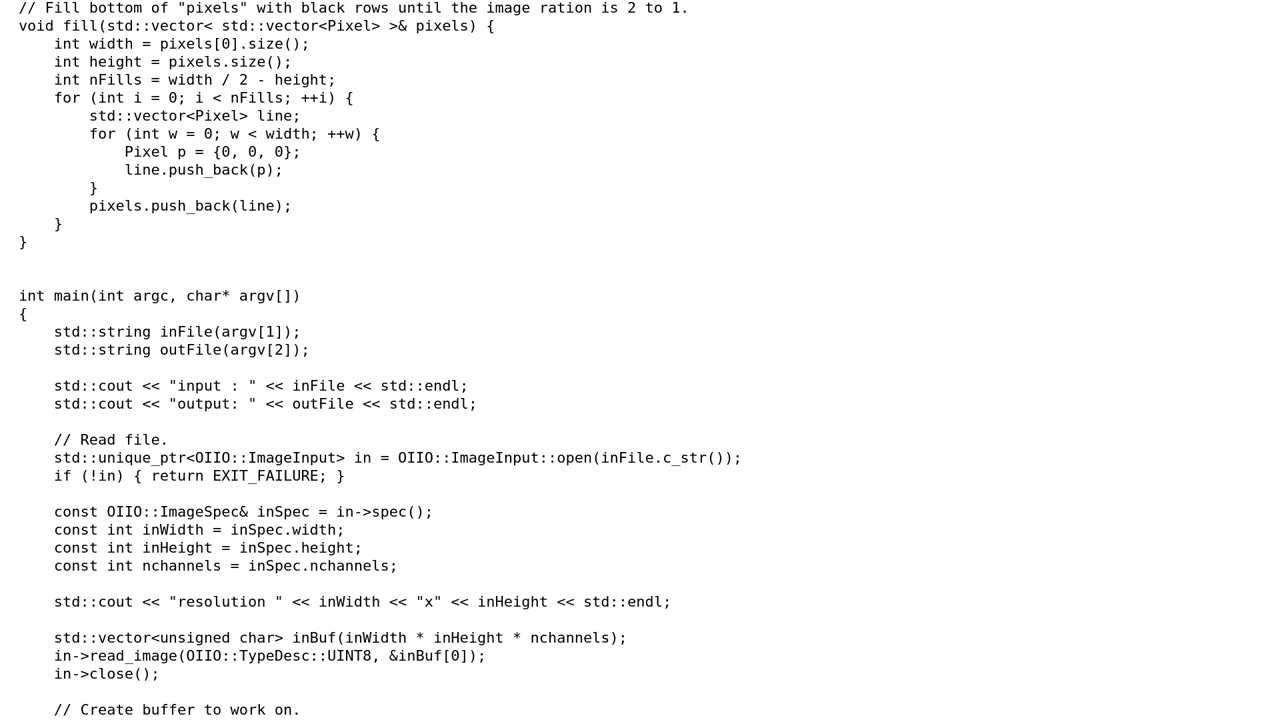 // Fill bottom of "pixels" with black rows until the image ration is 2 to 1.
void fill(std::vector< std::vector<Pixel> >& pixels) {
    int width = pixels[0].size();
    int height = pixels.size();
    int nFills = width / 2 - height;
    for (int i = 0; i < nFills; ++i) {
        std::vector<Pixel> line;
        for (int w = 0; w < width; ++w) {
            Pixel p = {0, 0, 0};
            line.push_back(p);
        }
        pixels.push_back(line);
    }
}

int main(int argc, char* argv[])
{
    std::string inFile(argv[1]);
    std::string outFile(argv[2]);

    std::cout << "input : " << inFile << std::endl;
    std::cout << "output: " << outFile << std::endl;

    // Read file.
    std::unique_ptr<OIIO::ImageInput> in = OIIO::ImageInput::open(inFile.c_str());
    if (!in) { return EXIT_FAILURE; }

    const OIIO::ImageSpec& inSpec = in->spec();
    const int inWidth = inSpec.width;
    const int inHeight = inSpec.height;
    const int nchannels = inSpec.nchannels;

    std::cout << "resolution " << inWidth << "x" << inHeight << std::endl;

    std::vector<unsigned char> inBuf(inWidth * inHeight * nchannels);
    in->read_image(OIIO::TypeDesc::UINT8, &inBuf[0]);
    in->close();

    // Create buffer to work on.